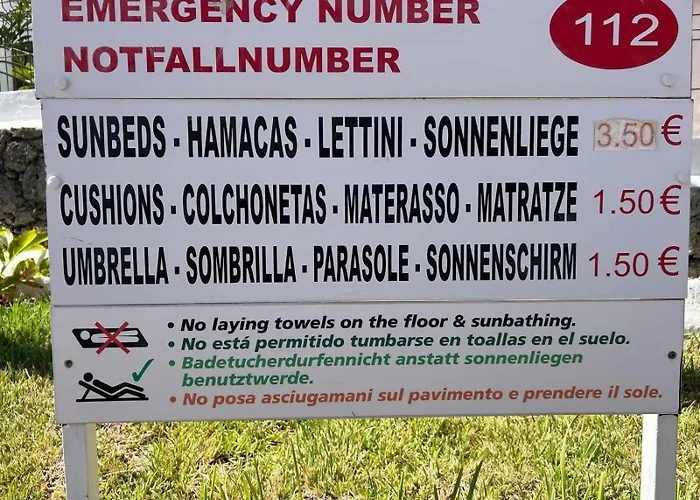 EMERGENCY NUMBER
NOTFALLNUMBER
112
SUNBEDS - HAMACAS - LETTINI - SONNENLIEGE 3.50 €
CUSHIONS - COLCHONETAS - MATERASSO - MATRATZE 1.50 €
UMBRELLA - SOMBRILLA - PARASOLE - SONNENSCHIRM 1.50 €
• No laying towels on the floor & sunbathing.
• No está permitido tumbarse en toallas en el suelo.
• Badetucherdurfennicht anstatt sonnenliegen
benutztwerde.
• No posa asciugamani sul pavimento e prendere il sole.